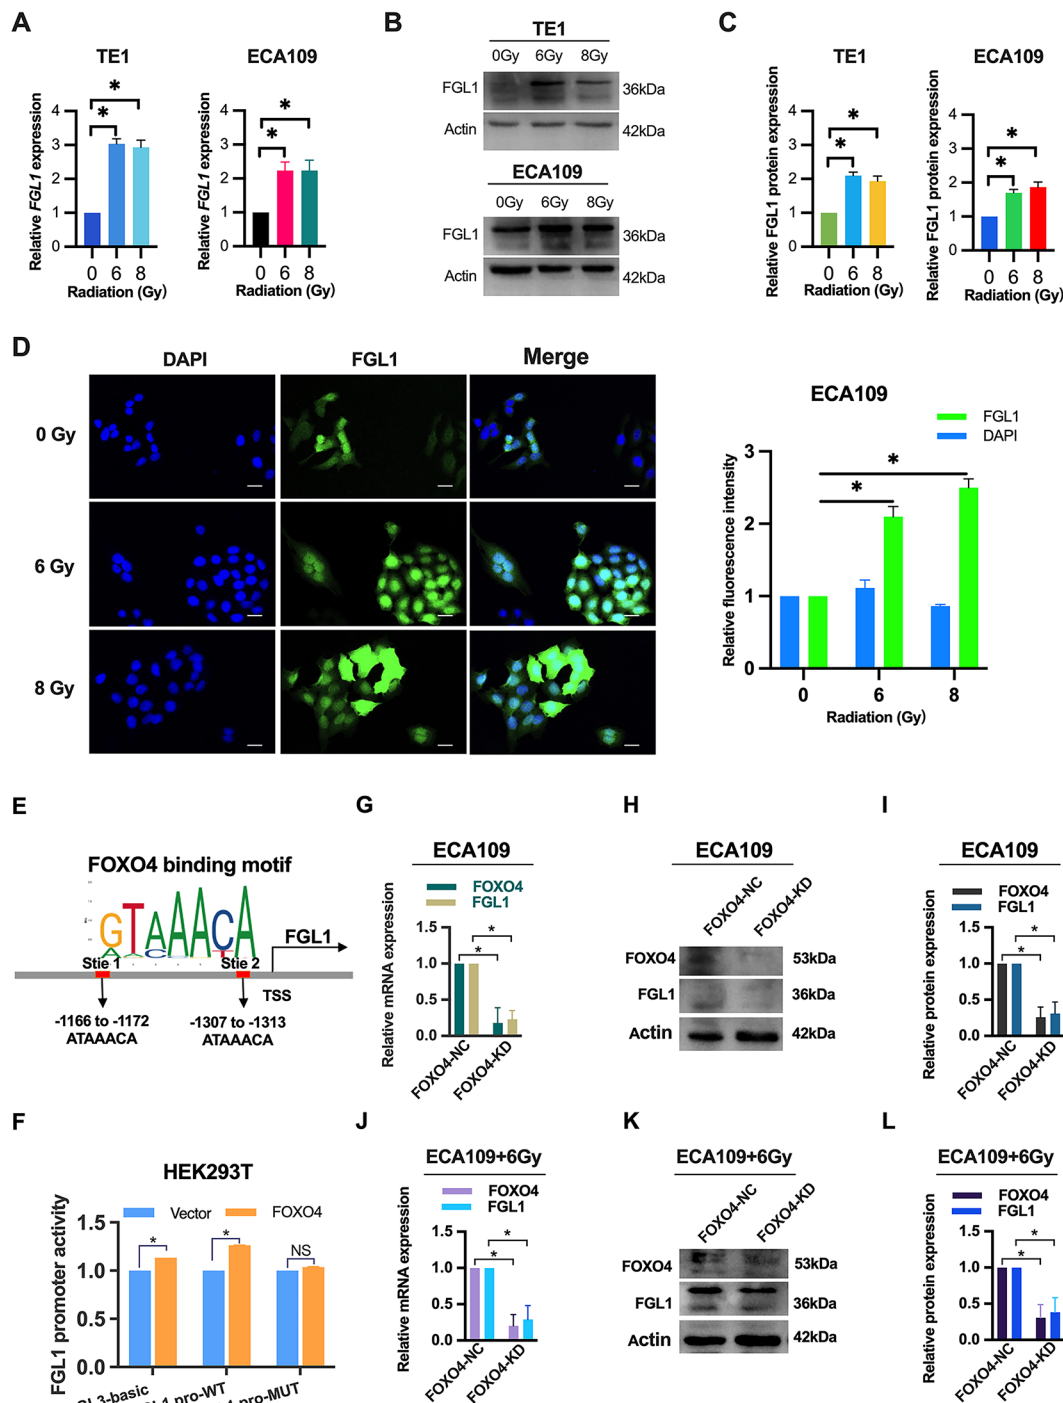 A
TE1
ECA109
Relative FGL1 expression
4
3
2
1
0
*
*
0 6 8
Radiation (Gy)
Relative FGL1 expression
4
3
2
1
0
*
*
0 6 8
Radiation (Gy)
B
TE1
0Gy 6Gy 8Gy
FGL1 36kDa
Actin 42kDa
ECA109
0Gy 6Gy 8Gy
FGL1 36kDa
Actin 42kDa
C
TE1
ECA109
Relative FGL1 protein expression
4
3
2
1
0
*
*
0 6 8
Radiation (Gy)
Relative FGL1 protein expression
4
3
2
1
0
*
*
0 6 8
Radiation (Gy)
D
DAPI FGL1 Merge
0 Gy
6 Gy
8 Gy
ECA109
FGL1
DAPI
Relative fluorescence intensity
3
2
1
0
*
*
0 6 8
Radiation (Gy)
E
FOXO4 binding motif
GTAAACA
FGL1
Stie 1 Stie 2
TSS
-1166 to -1172 -1307 to -1313
ATAAACA ATAAACA
F
HEK293T
Vector FOXO4
FGL1 promoter activity
1.5
1.0
0.5
0.0
* * NS
L3-basic
pro-WT
pro-MUT
G
ECA109
FOXO4
FGL1
Relative mRNA expression
1.5
1.0
0.5
0.0
*
*
FOXO4-NC
FOXO4-KD
H
ECA109
FOXO4-NC
FOXO4-KD
FOXO4 53kDa
FGL1 36kDa
Actin 42kDa
I
ECA109
FOXO4
FGL1
Relative protein expression
1.5
1.0
0.5
0.0
*
*
FOXO4-NC
FOXO4-KD
J
ECA109+6Gy
FOXO4
FGL1
Relative mRNA expression
1.5
1.0
0.5
0.0
*
*
FOXO4-NC
FOXO4-KD
K
ECA109+6Gy
FOXO4-NC
FOXO4-KD
FOXO4 53kDa
FGL1 36kDa
Actin 42kDa
L
ECA109+6Gy
FOXO4
FGL1
Relative protein expression
1.5
1.0
0.5
0.0
*
*
FOXO4-NC
FOXO4-KD